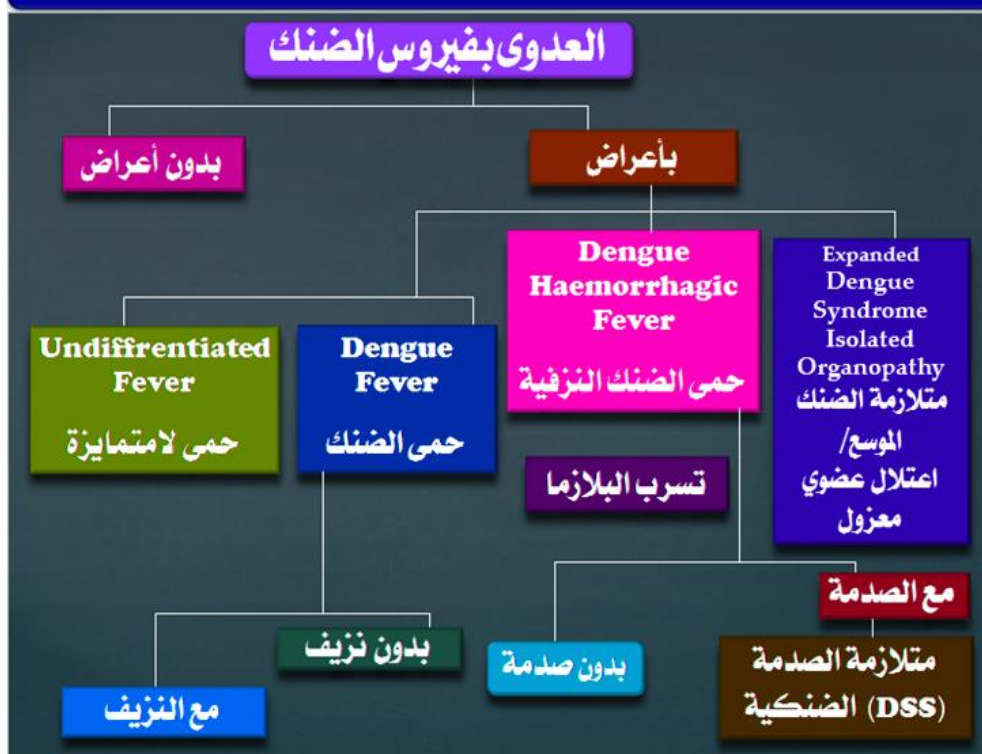 العدوى بفيروس الضنك
بأعراض
بدون أعراض
Expanded
Dengue
Syndrome
Isolated
Organopathy
متلازمة الضنك
الموسع/
اعتلال عضوي
معزول
Dengue
Haemorrhagic
Fever
حمى الضنك النزفية
Dengue
Fever
حمى الضنك
Undiffrentiated
Fever
حمى لامتمايزة
تسرب البلازما
مع الصدمة
متلازمة الصدمة
الضنكية (DSS)
بدون صدمة
بدون نزيف
مع النزيف